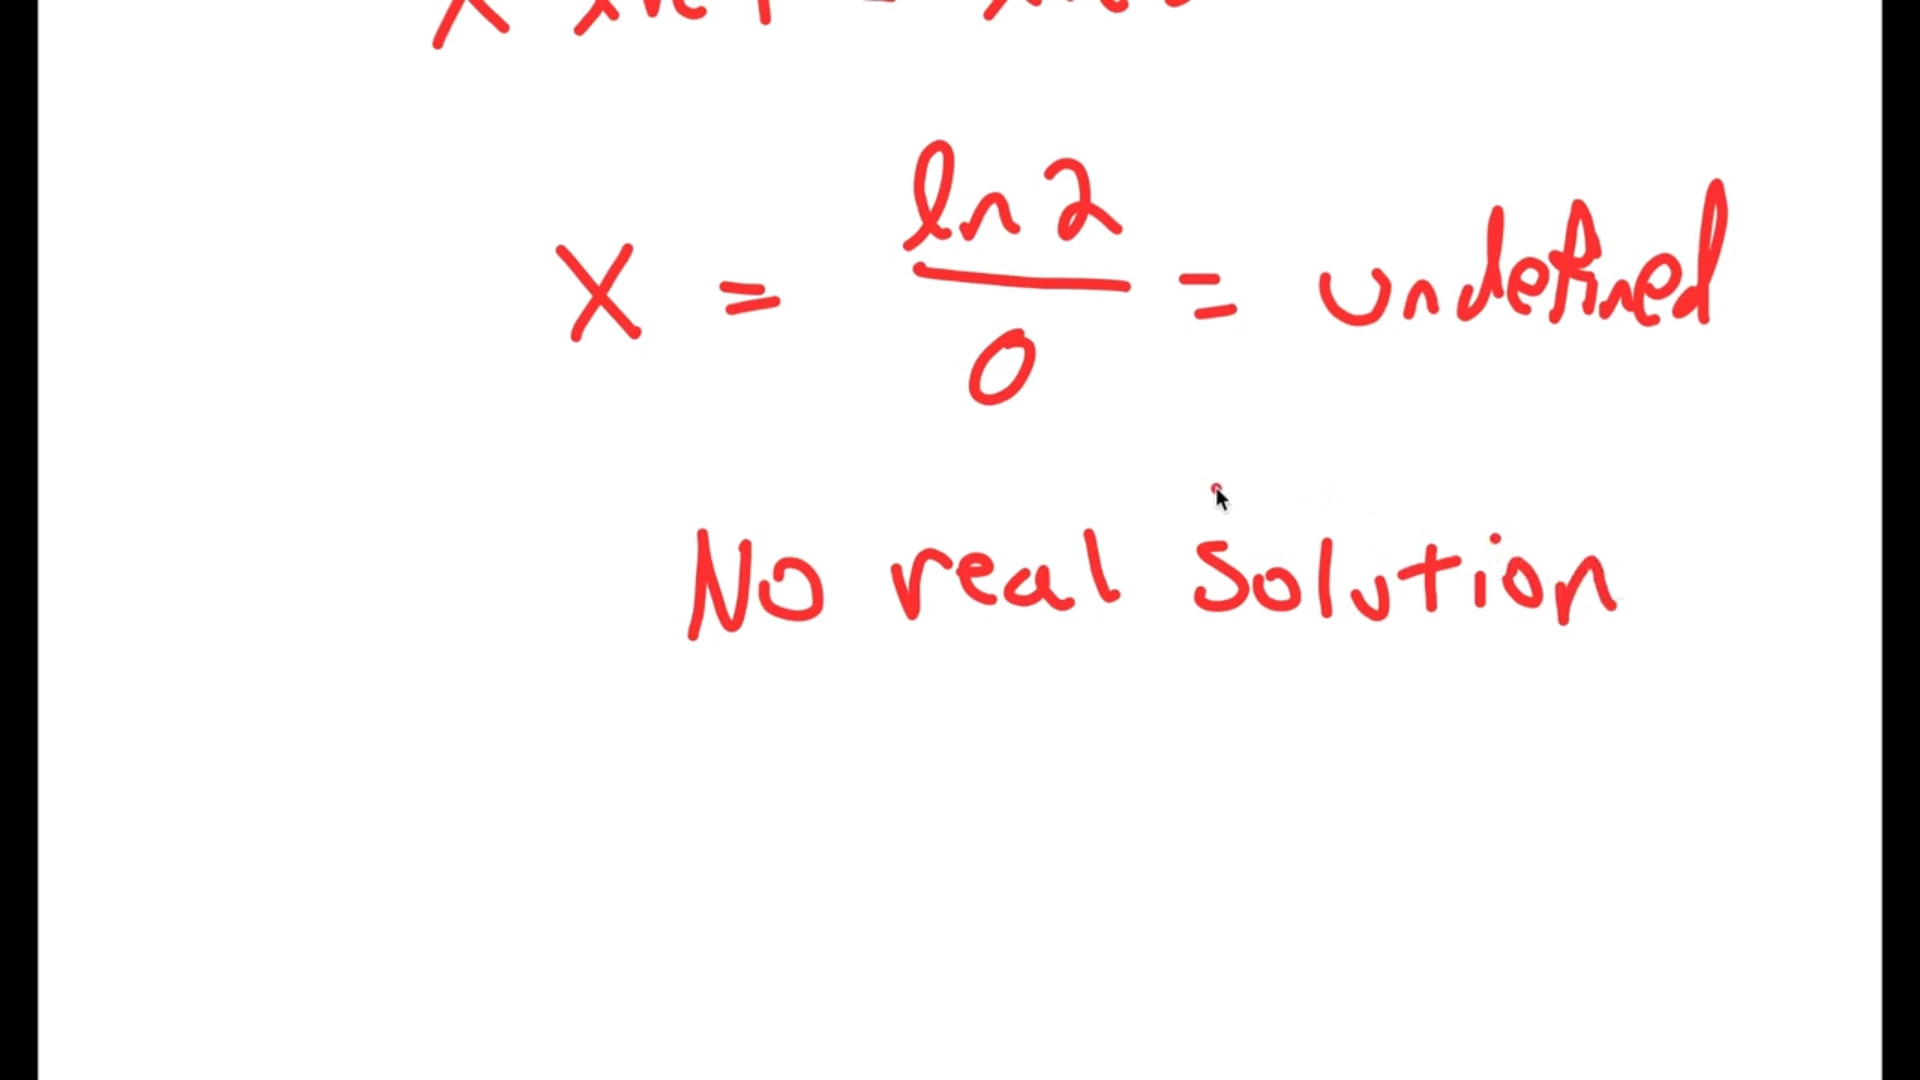 X = ln 2 / 0 = undefined
No real solution